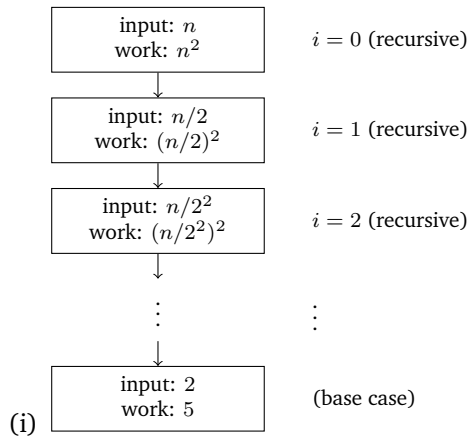 input: n
work: n²
i = 0 (recursive)
input: n/2
work: (n/2)²
i = 1 (recursive)
input: n/2²
work: (n/2²)²
i = 2 (recursive)
⋮ ⋮
input: 2
work: 5
(base case)
(i)